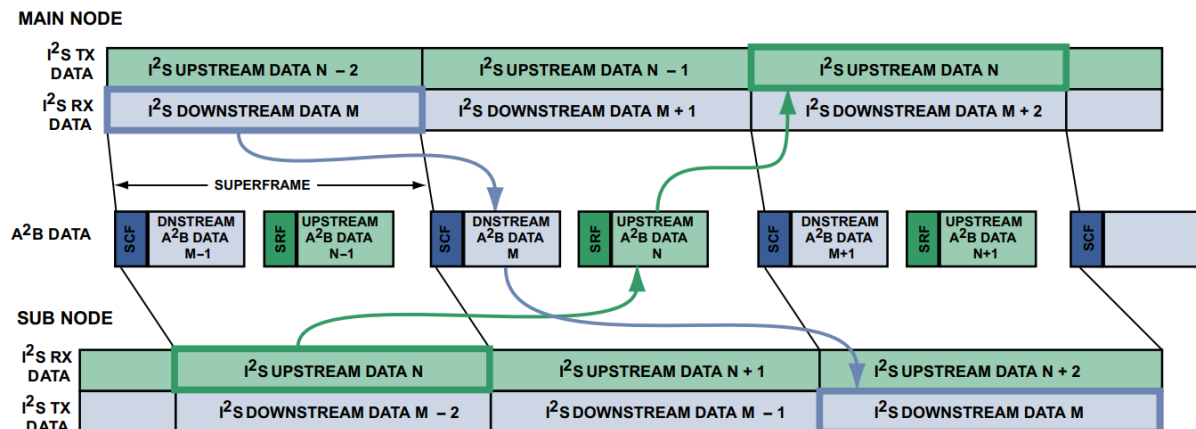 MAIN NODE
I²S TX DATA
I²S UPSTREAM DATA N – 2
I²S UPSTREAM DATA N – 1
I²S UPSTREAM DATA N
I²S RX DATA
I²S DOWNSTREAM DATA M
I²S DOWNSTREAM DATA M + 1
I²S DOWNSTREAM DATA M + 2
SUPERFRAME
A²B DATA
SCF
DNSTREAM
A²B DATA
M–1
SRF
UPSTREAM
A²B DATA
N–1
SCF
DNSTREAM
A²B DATA
M
SRF
UPSTREAM
A²B DATA
N
SCF
DNSTREAM
A²B DATA
M+1
SRF
UPSTREAM
A²B DATA
N+1
SCF
SUB NODE
I²S RX
DATA
I²S UPSTREAM DATA N
I²S UPSTREAM DATA N + 1
I²S UPSTREAM DATA N + 2
I²S TX
DATA
I²S DOWNSTREAM DATA M – 2
I²S DOWNSTREAM DATA M – 1
I²S DOWNSTREAM DATA M